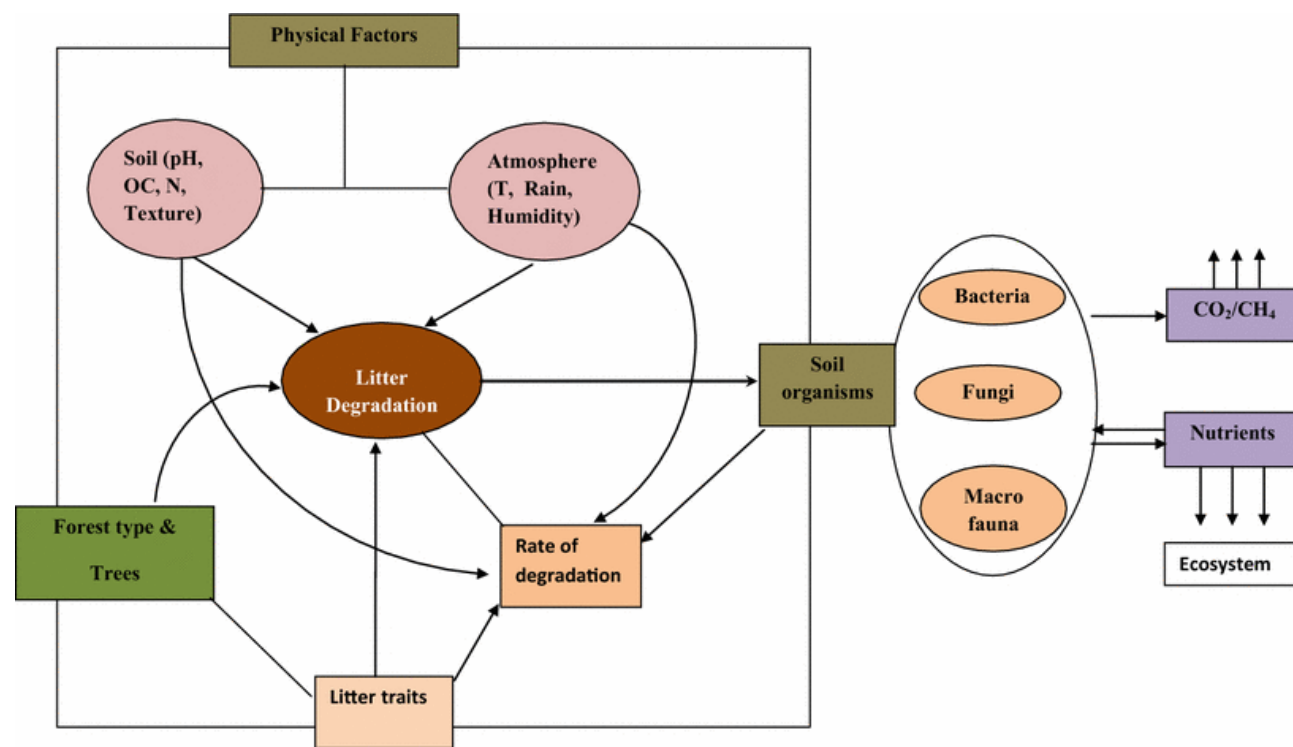 Physical Factors
Soil (pH,
OC, N,
Texture)
Atmosphere
(T, Rain,
Humidity)
Bacteria
CO₂/CH₄
Litter
Degradation
Soil
organisms
Fungi
Nutrients
Forest type &
Trees
Rate of
degradation
Macro
fauna
Ecosystem
Litter traits